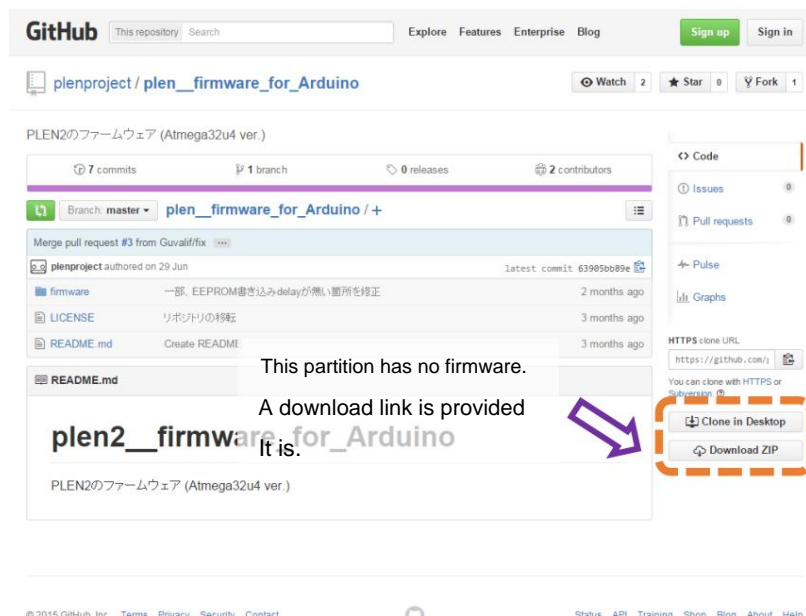 GitHub This repository Search Explore Features Enterprise Blog Sign up Sign in
plenproject / plen__firmware_for_Arduino Watch 2 Star 0 Fork 1
PLEN2のファームウェア (Atmega32u4 ver.)
7 commits 1 branch 0 releases 2 contributors
Branch: master plen__firmware_for_Arduino / +
Merge pull request #3 from Guvalif/fix ...
plenproject authored on 29 Jun latest commit 63905bb89e
firmware 一部、EEPROM書き込みdelayが無い箇所を修正 2 months ago
LICENSE リポジトリの移転 3 months ago
README.md Create README 3 months ago
This partition has no firmware.
A download link is provided
It is.
README.md
plen2__firmware_for_Arduino
PLEN2のファームウェア (Atmega32u4 ver.)
Code
Issues 0
Pull requests 0
Pulse
Graphs
HTTPS clone URL
https://github.com/
You can clone with HTTPS or
Subversion.
Clone in Desktop
Download ZIP
© 2015 GitHub, Inc. Terms Privacy Security Contact Status API Training Shop Blog About Help